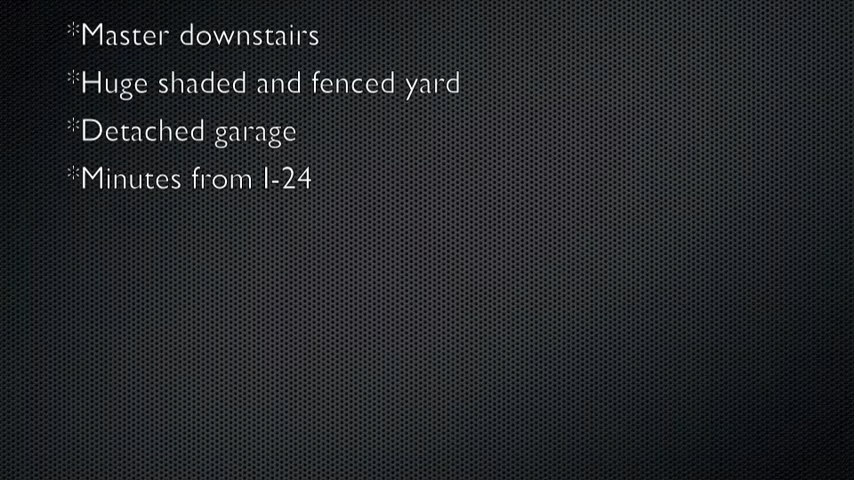 *Master downstairs
*Huge shaded and fenced yard
*Detached garage
*Minutes from I-24